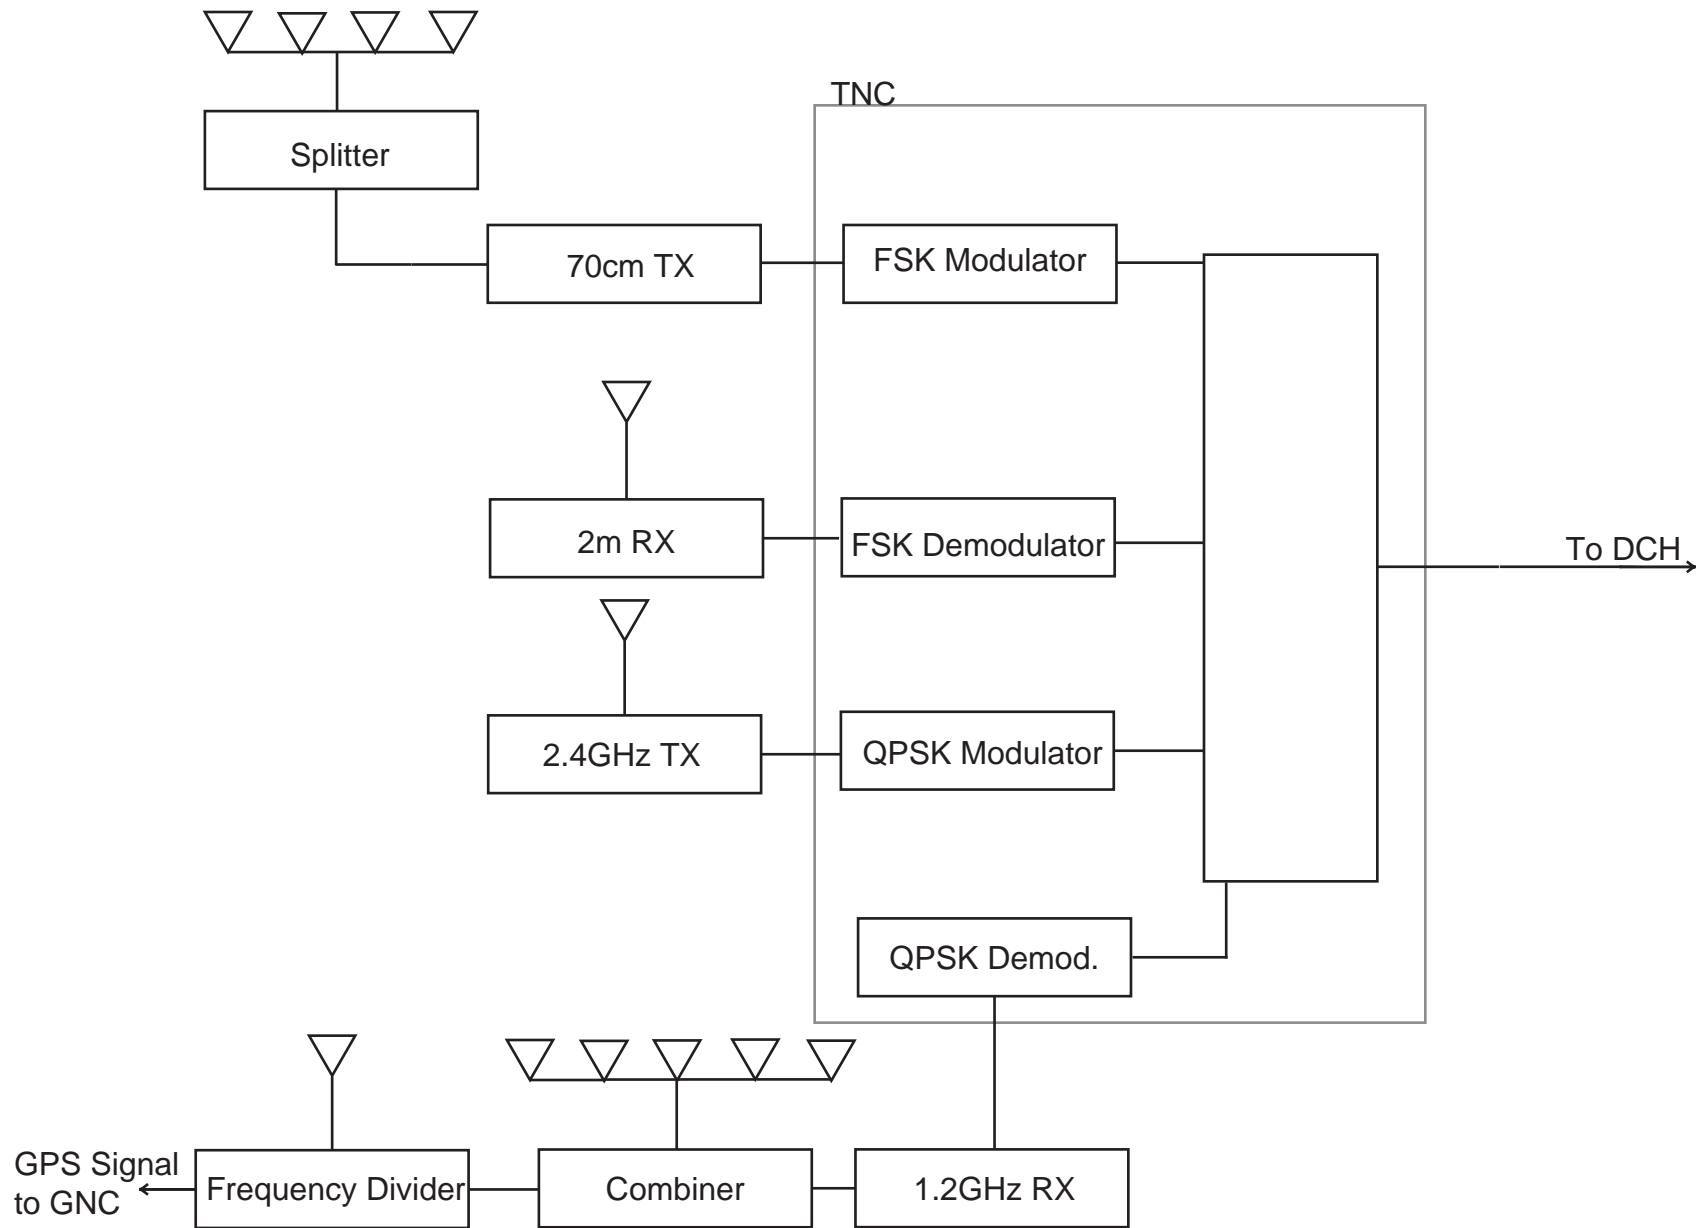 TNC
Splitter
70cm TX
FSK Modulator
2m RX
FSK Demodulator
To DCH
2.4GHz TX
QPSK Modulator
QPSK Demod.
GPS Signal
to GNC
Frequency Divider
Combiner
1.2GHz RX